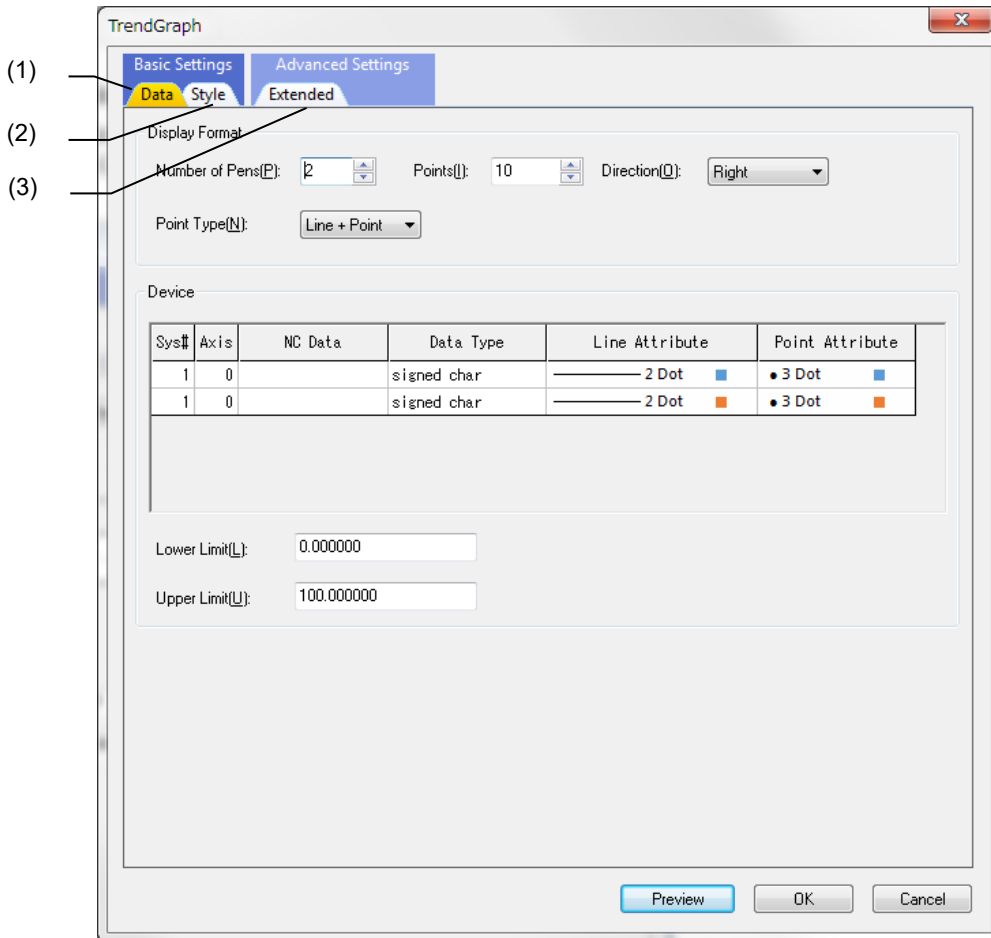 TrendGraph
(1)
Basic Settings Advanced Settings
Data Style Extended
(2)
Display Format
(3)
Number of Pens(P): 2 Points(I): 10 Direction(O): Right
Point Type(N): Line + Point
Device
Sys# Axis NC Data Data Type Line Attribute Point Attribute
1 0 signed char 2 Dot 3 Dot
1 0 signed char 2 Dot 3 Dot
Lower Limit(L): 0.000000
Upper Limit(U): 100.000000
Preview OK Cancel